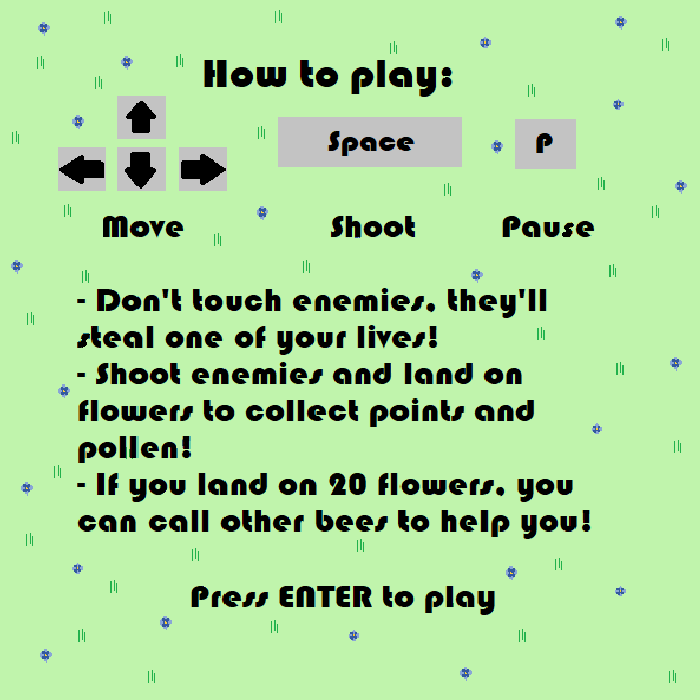 How to play:
Space
P
Move
Shoot
Pause
- Don't touch enemies, they'll
steal one of your lives!
- Shoot enemies and land on
flowers to collect points and
pollen!
- If you land on 20 flowers, you
can call other bees to help you!
Press ENTER to play